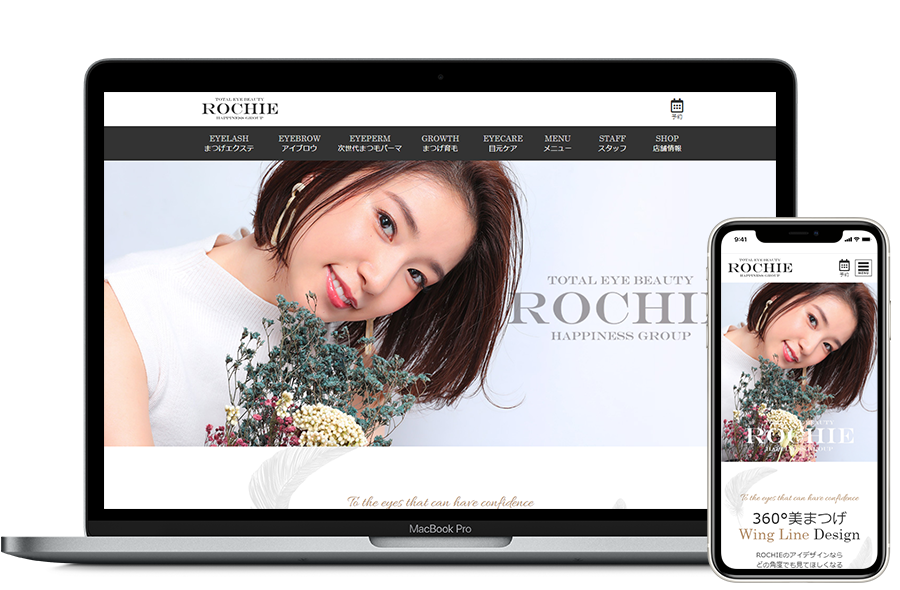 TOTAL EYE BEAUTY
ROCHIE
HAPPINESS GROUP
予約
EYELASH EYEBROW EYEPERM GROWTH EYECARE MENU STAFF SHOP
まつげエクステ アイブロウ 次世代まつ毛パーマ まつげ育毛 目元ケア メニュー スタッフ 店舗情報
TOTAL EYE BEAUTY
ROCHI
HAPPINESS GROUP
To the eyes that can have confidence
MacBook Pro
9:41
TOTAL EYE BEAUTY
ROCHIE
HAPPINESS GROUP
予約
ROCHIE
HAPPINESS GROUP
To the eyes that can have confidence
360°美まつげ
Wing Line Design
ROCHIEのアイデザインなら
どの角度でも見てほしくなる